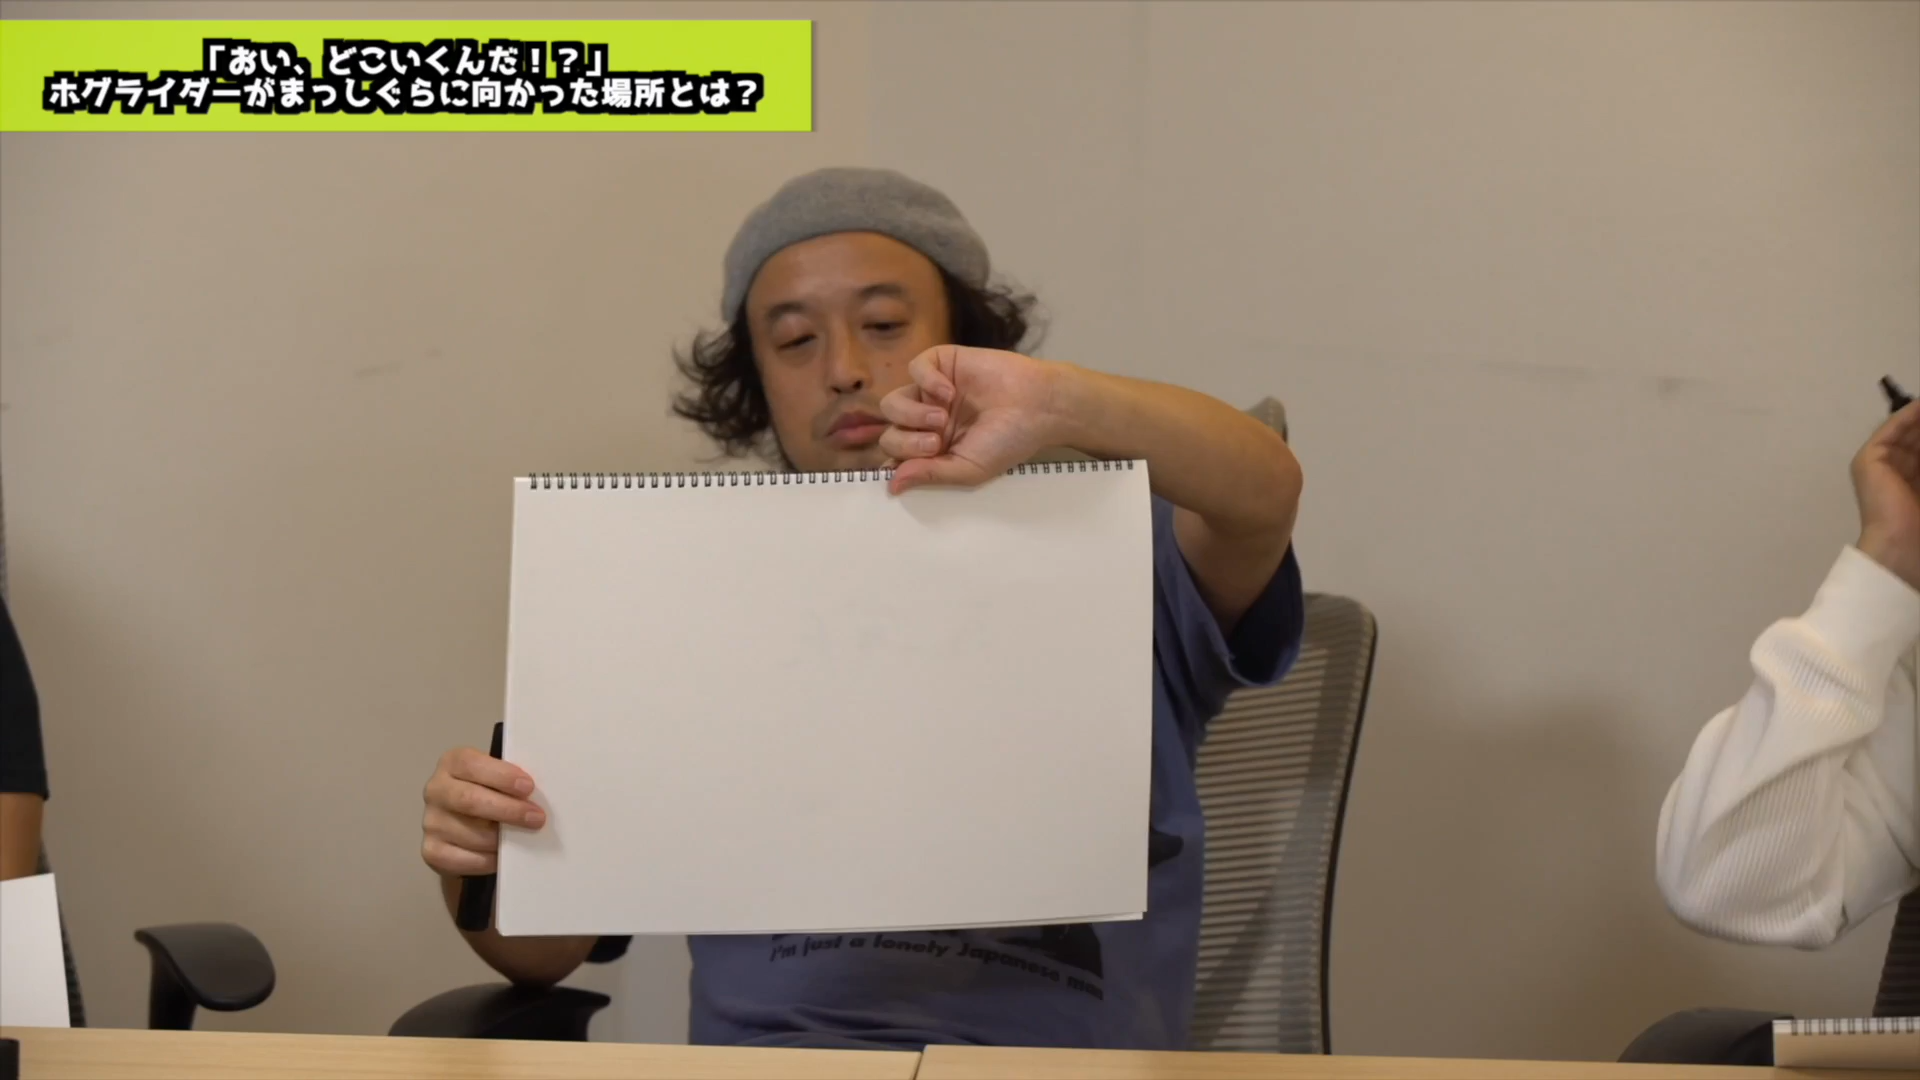 「おい、どこいくんだ！？」
ホグライダーがまっしぐらに向かった場所とは？
I'm just a lonely Japanese man